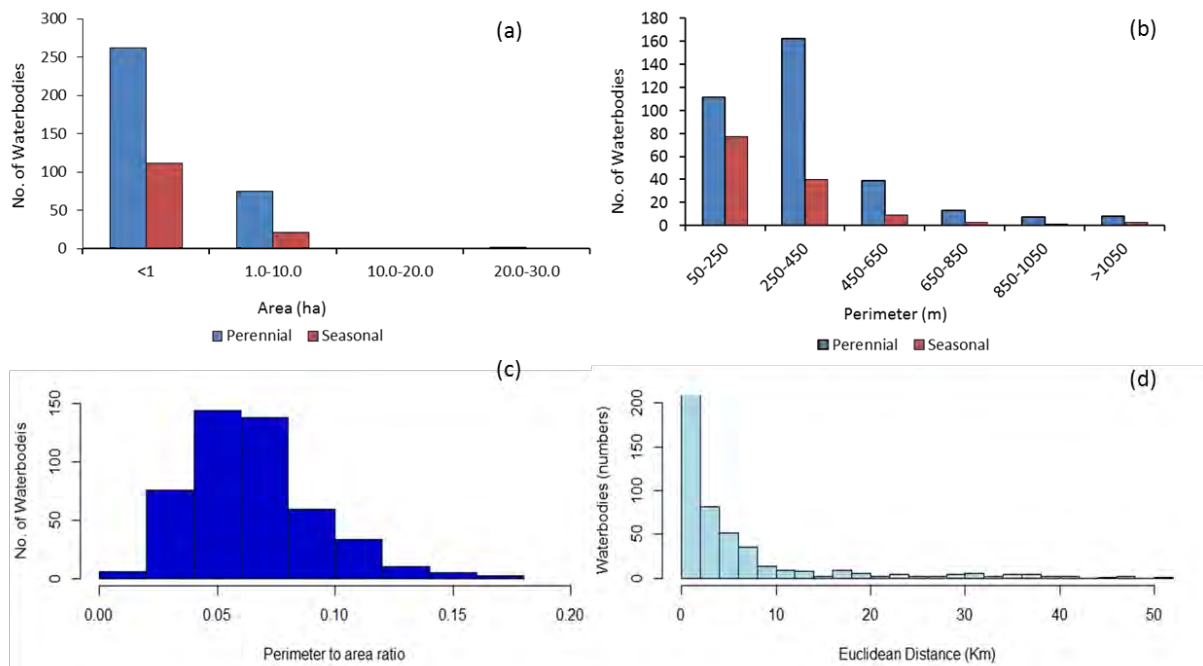 (a)
No. of Waterbodies
300
250
200
150
100
50
0
<1
1.0-10.0
10.0-20.0
20.0-30.0
Area (ha)
Perennial
Seasonal
(b)
No. of Waterbodies
180
160
140
120
100
80
60
40
20
0
50-250
250-450
450-650
650-850
850-1050
>1050
Perimeter (m)
Perennial
Seasonal
(c)
No. of Waterbodeis
150
100
50
0
0.00
0.05
0.10
0.15
0.20
Perimeter to area ratio
(d)
Waterbodies (numbers)
200
150
100
50
0
0
10
20
30
40
50
Euclidean Distance (Km)